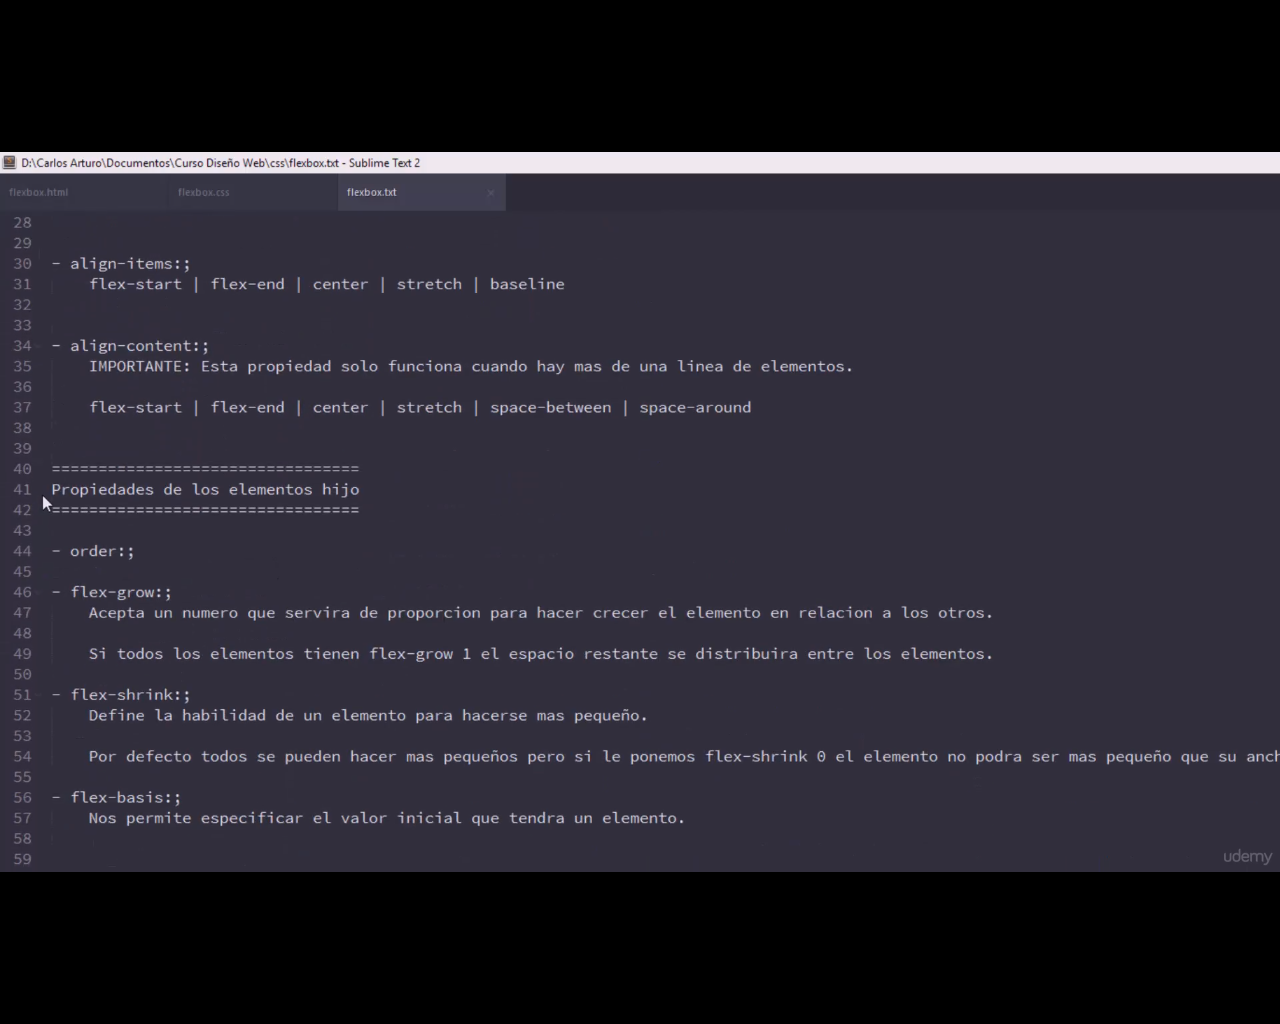 D:\Carlos Arturo\Documentos\Curso Diseño Web\css\flexbox.txt - Sublime Text 2
flexbox.html flexbox.css flexbox.txt ×
28
29
30 - align-items:;
31 flex-start | flex-end | center | stretch | baseline
32
33
34 - align-content:;
35 IMPORTANTE: Esta propiedad solo funciona cuando hay mas de una linea de elementos.
36
37 flex-start | flex-end | center | stretch | space-between | space-around
38
39
40 =================================
41 Propiedades de los elementos hijo
42 =================================
43
44 - order:;
45
46 - flex-grow:;
47 Acepta un numero que servira de proporcion para hacer crecer el elemento en relacion a los otros.
48
49 Si todos los elementos tienen flex-grow 1 el espacio restante se distribuira entre los elementos.
50
51 - flex-shrink:;
52 Define la habilidad de un elemento para hacerse mas pequeño.
53
54 Por defecto todos se pueden hacer mas pequeños pero si le ponemos flex-shrink 0 el elemento no podra ser mas pequeño que su anch
55
56 - flex-basis:;
57 Nos permite especificar el valor inicial que tendra un elemento.
58
59
udemy